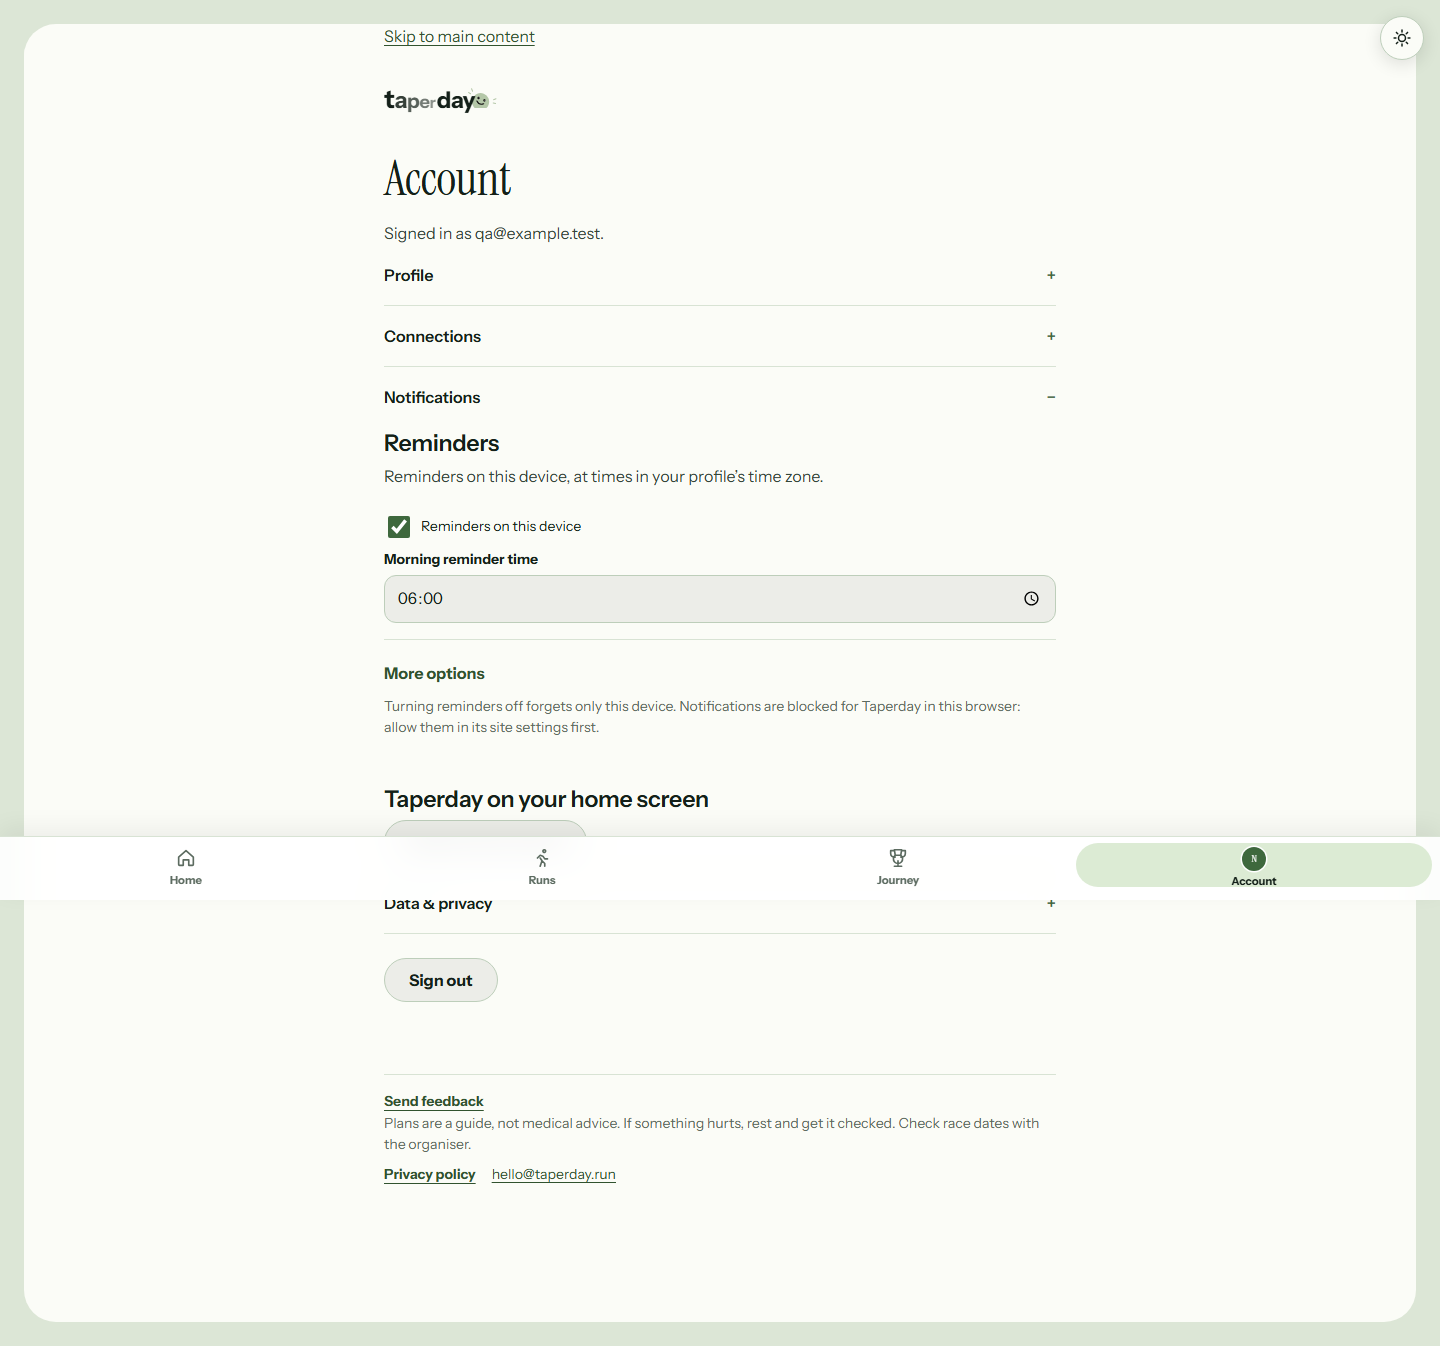 Skip to main content
taperday
Account
Signed in as qa@example.test.
Profile +
Connections +
Notifications −
Reminders
Reminders on this device, at times in your profile’s time zone.
Reminders on this device
Morning reminder time
06:00
More options
Turning reminders off forgets only this device. Notifications are blocked for Taperday in this browser:
allow them in its site settings first.
Taperday on your home screen
Home
Runs
Journey
N
Account
Data & privacy +
Sign out
Send feedback
Plans are a guide, not medical advice. If something hurts, rest and get it checked. Check race dates with
the organiser.
Privacy policy hello@taperday.run